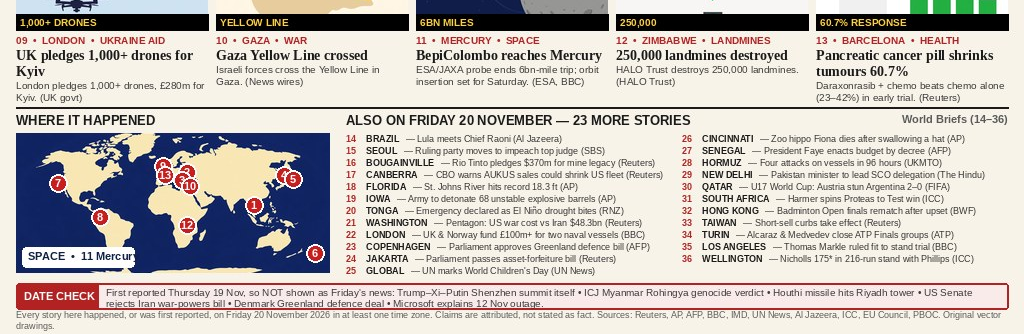 1,000+ DRONES
09 • LONDON • UKRAINE AID
UK pledges 1,000+ drones for
Kyiv
London pledges 1,000+ drones, £280m for
Kyiv. (UK govt)
YELLOW LINE
10 • GAZA • WAR
Gaza Yellow Line crossed
Israeli forces cross the Yellow Line in
Gaza. (News wires)
6BN MILES
11 • MERCURY • SPACE
BepiColombo reaches Mercury
ESA/JAXA probe ends 6bn-mile trip; orbit
insertion set for Saturday. (ESA, BBC)
250,000
12 • ZIMBABWE • LANDMINES
250,000 landmines destroyed
HALO Trust destroys 250,000 landmines.
(HALO Trust)
60.7% RESPONSE
13 • BARCELONA • HEALTH
Pancreatic cancer pill shrinks
tumours 60.7%
Daraxonrasib + chemo beats chemo alone
(23–42%) in early trial. (Reuters)
WHERE IT HAPPENED
7
8
13
10
12
1
5
6
SPACE • 11 Mercury
ALSO ON FRIDAY 20 NOVEMBER — 23 MORE STORIES
World Briefs (14–36)
14 BRAZIL — Lula meets Chief Raoni (Al Jazeera)
15 SEOUL — Ruling party moves to impeach top judge (SBS)
16 BOUGAINVILLE — Rio Tinto pledges $370m for mine legacy (Reuters)
17 CANBERRA — CBO warns AUKUS sales could shrink US fleet (Reuters)
18 FLORIDA — St. Johns River hits record 18.3 ft (AP)
19 IOWA — Army to detonate 68 unstable explosive barrels (AP)
20 TONGA — Emergency declared as El Niño drought bites (RNZ)
21 WASHINGTON — Pentagon: US war cost vs Iran $48.3bn (Reuters)
22 LONDON — UK & Norway fund £100m+ for two naval vessels (BBC)
23 COPENHAGEN — Parliament approves Greenland defence bill (AFP)
24 JAKARTA — Parliament passes asset-forfeiture bill (Reuters)
25 GLOBAL — UN marks World Children's Day (UN News)
26 CINCINNATI — Zoo hippo Fiona dies after swallowing a hat (AP)
27 SENEGAL — President Faye enacts budget by decree (AFP)
28 HORMUZ — Four attacks on vessels in 96 hours (UKMTO)
29 NEW DELHI — Pakistan minister to lead SCO delegation (The Hindu)
30 QATAR — U17 World Cup: Austria stun Argentina 2–0 (FIFA)
31 SOUTH AFRICA — Harmer spins Proteas to Test win (ICC)
32 HONG KONG — Badminton Open finals rematch after upset (BWF)
33 TAIWAN — Short-sell curbs take effect (Reuters)
34 TURIN — Alcaraz & Medvedev close ATP Finals groups (ATP)
35 LOS ANGELES — Thomas Markle ruled fit to stand trial (BBC)
36 WELLINGTON — Nicholls 175* in 216-run stand with Phillips (ICC)
DATE CHECK
First reported Thursday 19 Nov, so NOT shown as Friday's news: Trump–Xi–Putin Shenzhen summit itself • ICJ Myanmar Rohingya genocide verdict • Houthi missile hits Riyadh tower • US Senate
rejects Iran war-powers bill • Denmark Greenland defence deal • Microsoft explains 12 Nov outage.
Every story here happened, or was first reported, on Friday 20 November 2026 in at least one time zone. Claims are attributed, not stated as fact. Sources: Reuters, AP, AFP, BBC, IMD, UN News, Al Jazeera, ICC, EU Council, PBOC. Original vector
drawings.